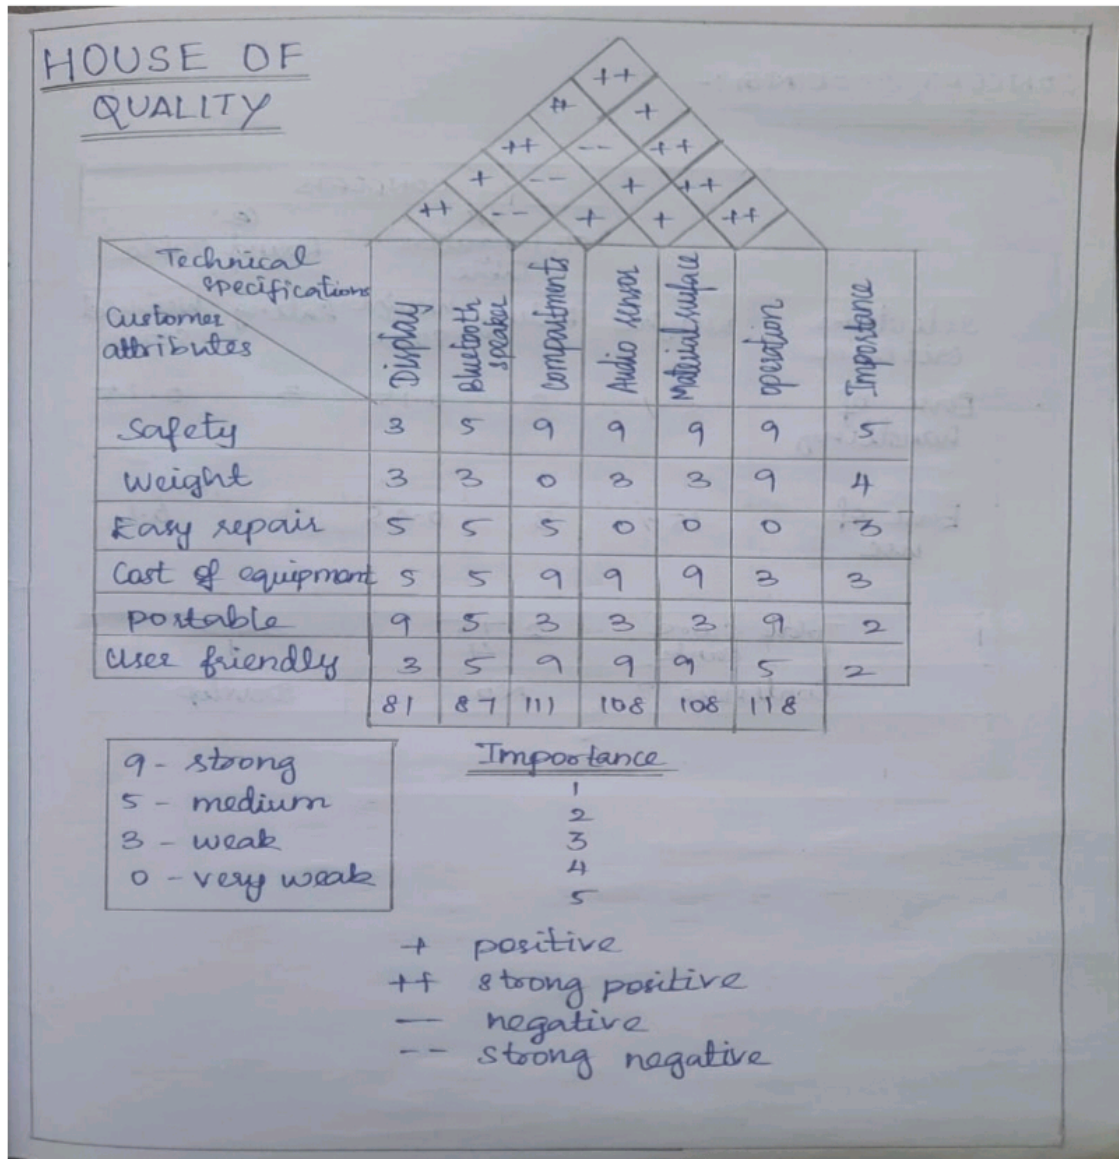 HOUSE OF
QUALITY
++
++ +
++ -- ++
+ -- + ++
++ -- + + ++
Technical
specifications
Customer
attributes
Display
Bluetooth
speaker
compartments
Audio sensor
Material surface
operation
Importance
Safety 3 5 9 9 9 9 5
Weight 3 3 0 3 3 9 4
Easy repair 5 5 5 0 0 0 3
Cost of equipment 5 5 9 9 9 3 3
portable 9 5 3 3 3 9 2
User friendly 3 5 9 9 9 5 2
81 87 111 108 108 118
9 - strong
5 - medium
3 - weak
0 - very weak
Importance
1
2
3
4
5
+ positive
++ strong positive
— negative
-- strong negative